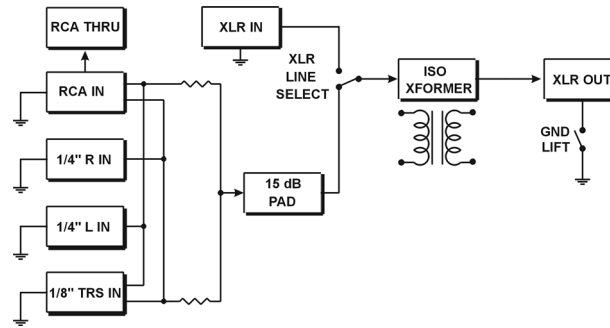 RCA THRU
XLR IN
RCA IN
XLR
LINE
SELECT
ISO
XFORMER
XLR OUT
GND
LIFT
1/4" R IN
15 dB
PAD
1/4" L IN
1/8" TRS IN